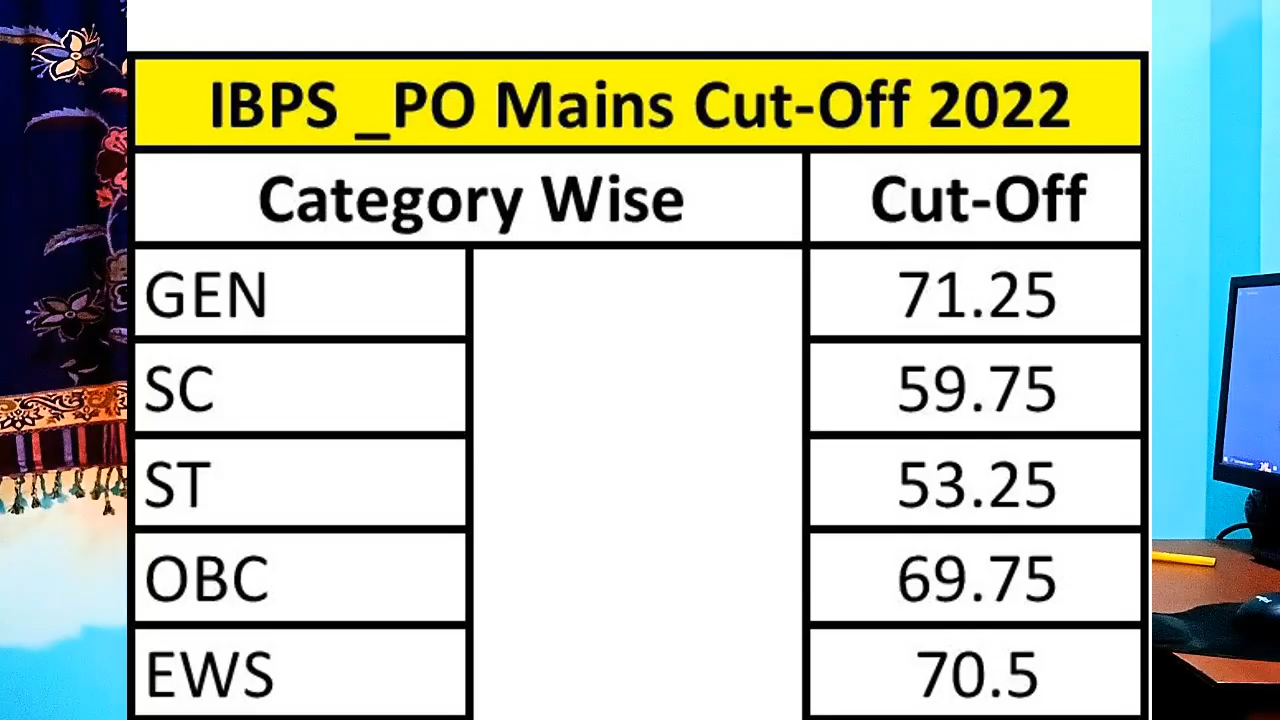 IBPS _PO Mains Cut-Off 2022
Category Wise Cut-Off
GEN 71.25
SC 59.75
ST 53.25
OBC 69.75
EWS 70.5